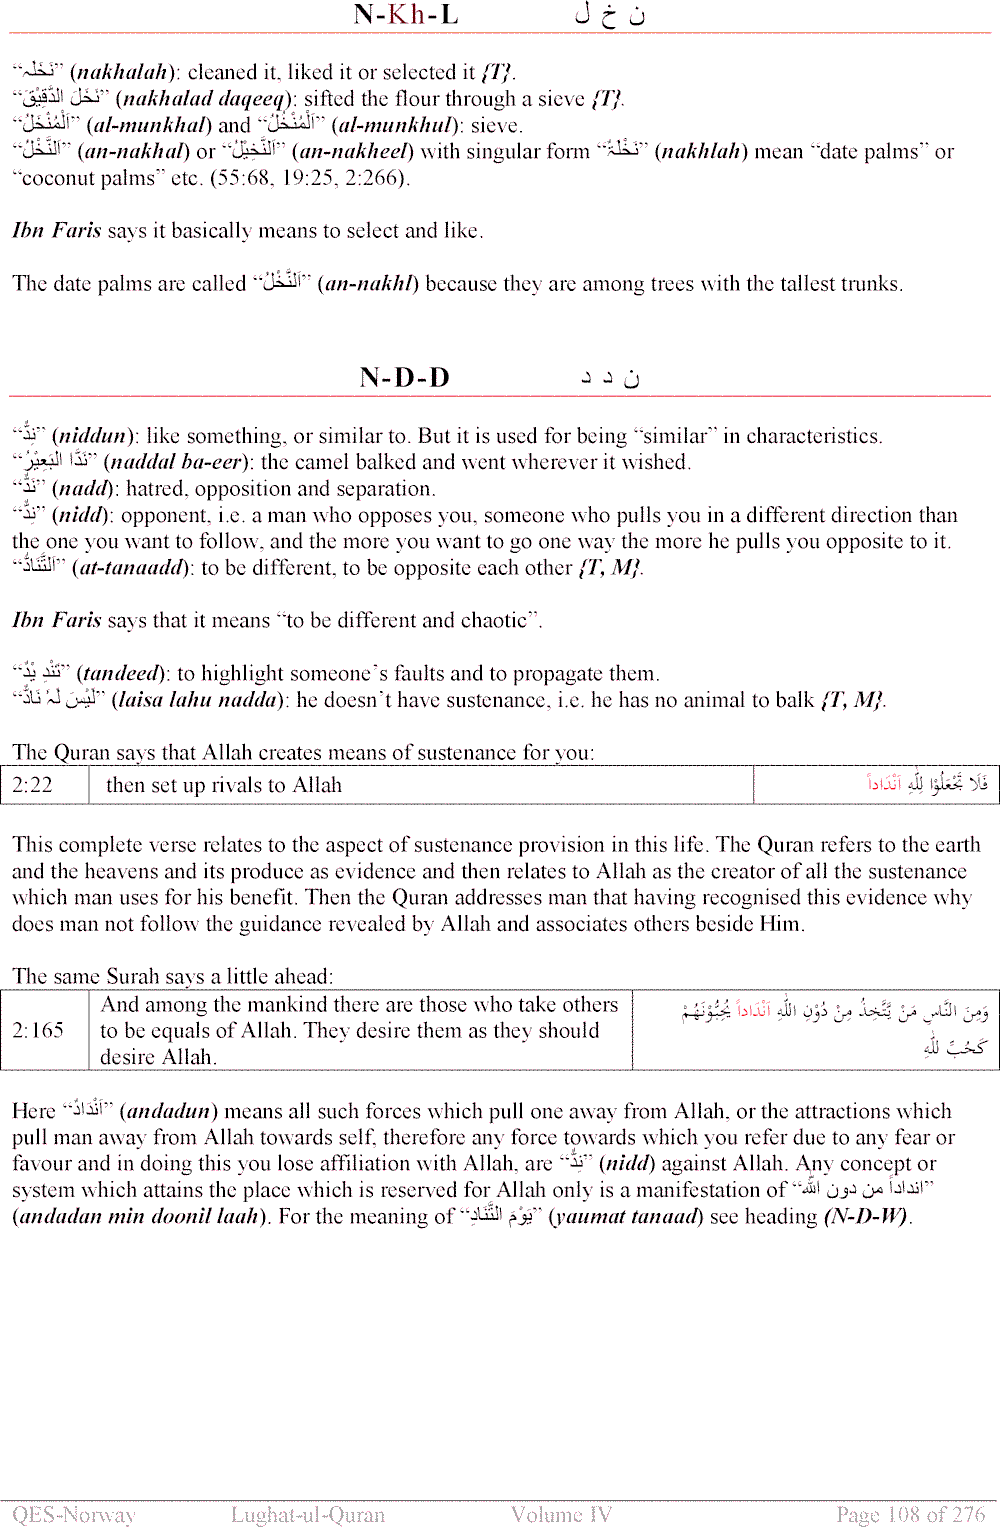 N-Kh-L ن خ ل
“نَخَلَہ” (nakhalah): cleaned it, liked it or selected it {T}.
“نَخَلَ الدَّقِيْقَ” (nakhalad daqeeq): sifted the flour through a sieve {T}.
“اَلْمُنْخَلُ” (al-munkhal) and “اَلْمُنْخُلُ” (al-munkhul): sieve.
“اَلنَّخْلُ” (an-nakhal) or “اَلنَّخِيْلُ” (an-nakheel) with singular form “نَخْلَۃٌ” (nakhlah) mean “date palms” or
“coconut palms” etc. (55:68, 19:25, 2:266).
Ibn Faris says it basically means to select and like.
The date palms are called “اَلنَّخْلُ” (an-nakhl) because they are among trees with the tallest trunks.
N-D-D ن د د
“نِدٌّ” (niddun): like something, or similar to. But it is used for being “similar” in characteristics.
“نَدَّا الْبَعِيْرُ” (naddal ba-eer): the camel balked and went wherever it wished.
“نَدٌّ” (nadd): hatred, opposition and separation.
“نِدٌّ” (nidd): opponent, i.e. a man who opposes you, someone who pulls you in a different direction than
the one you want to follow, and the more you want to go one way the more he pulls you opposite to it.
“اَلتَّنَادُّ” (at-tanaadd): to be different, to be opposite each other {T, M}.
Ibn Faris says that it means “to be different and chaotic”.
“تَنْدِ يْدٌ” (tandeed): to highlight someone’s faults and to propagate them.
“لَيْسَ لَہٗ نَادٌّ” (laisa lahu nadda): he doesn’t have sustenance, i.e. he has no animal to balk {T, M}.
The Quran says that Allah creates means of sustenance for you:
2:22 then set up rivals to Allah فَلَا تَجْعَلُوْا لِلّٰهِ اَنْدَاداً
This complete verse relates to the aspect of sustenance provision in this life. The Quran refers to the earth
and the heavens and its produce as evidence and then relates to Allah as the creator of all the sustenance
which man uses for his benefit. Then the Quran addresses man that having recognised this evidence why
does man not follow the guidance revealed by Allah and associates others beside Him.
The same Surah says a little ahead:
2:165 And among the mankind there are those who take others
to be equals of Allah. They desire them as they should
desire Allah.
وَمِنَ النَّاسِ مَنْ يَّتَّخِذُ مِنْ دُوْنِ اللّٰهِ اَنْدَاداً يُحِبُّوْنَهُمْ
كَحُبِّ لِلّٰهِ
Here “اَنْدَادٌ” (andadun) means all such forces which pull one away from Allah, or the attractions which
pull man away from Allah towards self, therefore any force towards which you refer due to any fear or
favour and in doing this you lose affiliation with Allah, are “نِدٌّ” (nidd) against Allah. Any concept or
system which attains the place which is reserved for Allah only is a manifestation of “انداداً من دون اللہ”
(andadan min doonil laah). For the meaning of “يَوْمَ التَّنَادِ” (yaumat tanaad) see heading (N-D-W).
QES-Norway Lughat-ul-Quran Volume IV Page 108 of 276